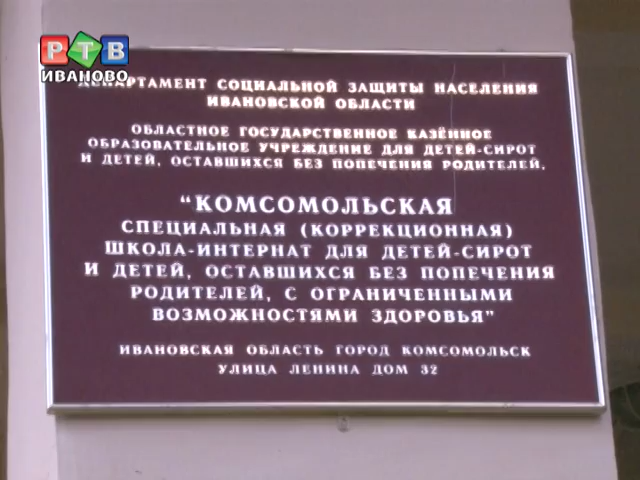 РТВ
ИВАНОВО
ДЕПАРТАМЕНТ СОЦИАЛЬНОЙ ЗАЩИТЫ НАСЕЛЕНИЯ
ИВАНОВСКОЙ ОБЛАСТИ
ОБЛАСТНОЕ ГОСУДАРСТВЕННОЕ КАЗЁННОЕ
ОБРАЗОВАТЕЛЬНОЕ УЧРЕЖДЕНИЕ ДЛЯ ДЕТЕЙ-СИРОТ
И ДЕТЕЙ, ОСТАВШИХСЯ БЕЗ ПОПЕЧЕНИЯ РОДИТЕЛЕЙ,
"КОМСОМОЛЬСКАЯ
СПЕЦИАЛЬНАЯ (КОРРЕКЦИОННАЯ)
ШКОЛА-ИНТЕРНАТ ДЛЯ ДЕТЕЙ-СИРОТ
И ДЕТЕЙ, ОСТАВШИХСЯ БЕЗ ПОПЕЧЕНИЯ
РОДИТЕЛЕЙ, С ОГРАНИЧЕННЫМИ
ВОЗМОЖНОСТЯМИ ЗДОРОВЬЯ"
ИВАНОВСКАЯ ОБЛАСТЬ ГОРОД КОМСОМОЛЬСК
УЛИЦА ЛЕНИНА ДОМ 32